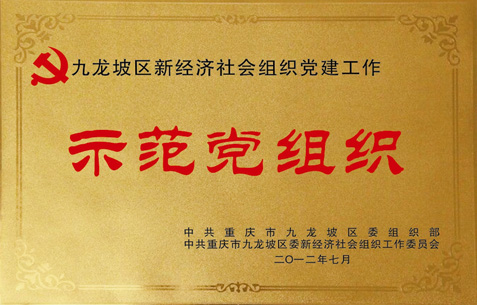 九龙坡区新经济社会组织党建工作
示范党组织
中共重庆市九龙坡区委组织部
中共重庆市九龙坡区委新经济社会组织工作委员会
二〇一二年七月